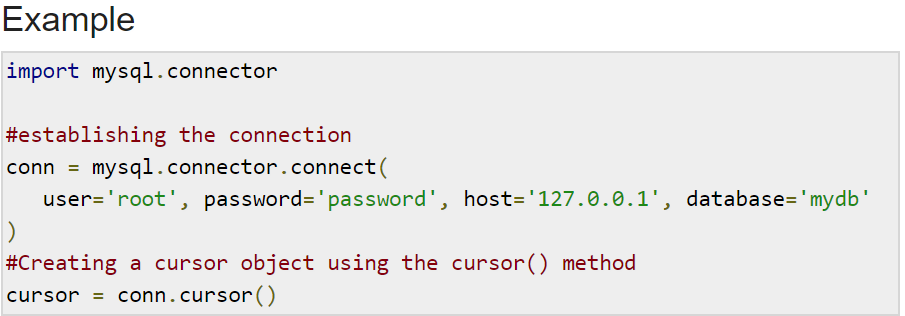 Example
import mysql.connector
#establishing the connection
conn = mysql.connector.connect(
user='root', password='password', host='127.0.0.1', database='mydb'
)
#Creating a cursor object using the cursor() method
cursor = conn.cursor()